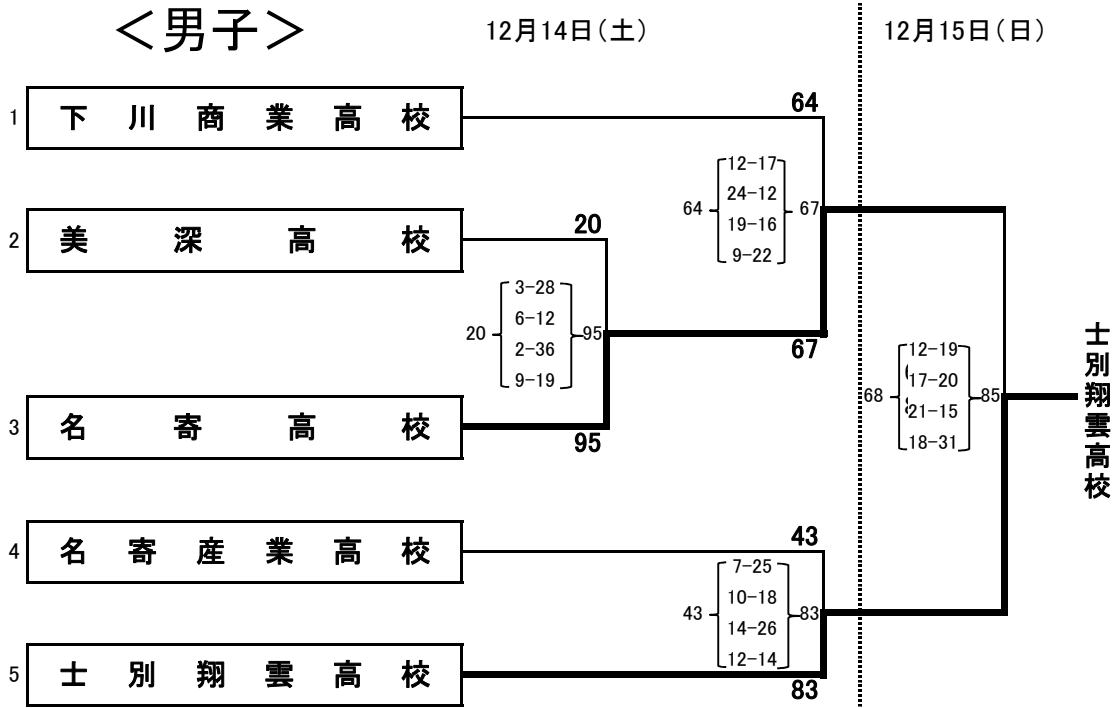 ＜男子＞
12月14日（土）
12月15日（日）
1 下川商業高校
64
12-17
24-12
64 19-16 67
9-22
2 美深高校
20
3-28
6-12
20 2-36 95
9-19
67
3 名寄高校
95
12-19
17-20
68 21-15 85
18-31
士別翔雲高校
4 名寄産業高校
43
7-25
10-18
43 14-26 83
12-14
5 士別翔雲高校
83